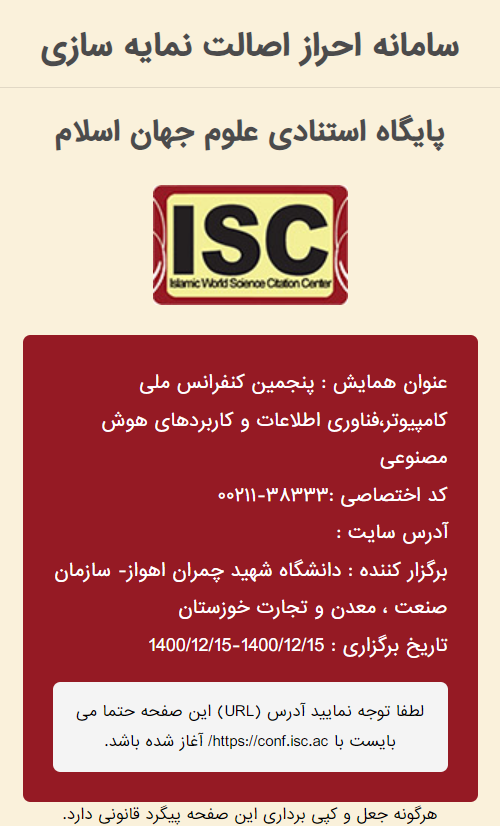 سامانه احراز اصالت نمایه سازی
پایگاه استنادی علوم جهان اسلام
ISC
Islamic World Science Citation Center
عنوان همایش : پنجمین کنفرانس ملی
کامپیوتر،فناوری اطلاعات و کاربردهای هوش
مصنوعی
کد اختصاصی :۳۸۳۳۳-۰۰۲۱۱
آدرس سایت :
برگزار کننده : دانشگاه شهید چمران اهواز- سازمان
صنعت ، معدن و تجارت خوزستان
تاریخ برگزاری : 1400/12/15-1400/12/15
لطفا توجه نمایید آدرس (URL) این صفحه حتما می
بایست با https://conf.isc.ac/ آغاز شده باشد.
هرگونه جعل و کپی برداری این صفحه پیگرد قانونی دارد.